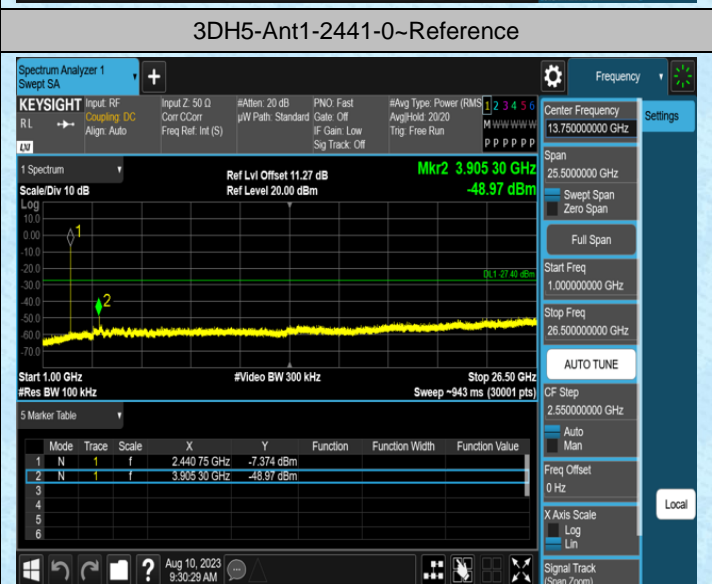 3DH5-Ant1-2441-0~Reference
Spectrum Analyzer 1
Swept SA
Frequency
KEYSIGHT
RL
LXI
Input: RF
Coupling: DC
Align: Auto
Input Z: 50 Ω
Corr CCorr
Freq Ref: Int (S)
#Atten: 20 dB
µW Path: Standard
PNO: Fast
Gate: Off
IF Gain: Low
Sig Track: Off
#Avg Type: Power (RMS
Avg|Hold: 20/20
Trig: Free Run
1 2 3 4 5 6
M W W W W W
P P P P P P
Center Frequency
13.750000000 GHz
Settings
Span
25.5000000 GHz
Swept Span
Zero Span
Full Span
Start Freq
1.000000000 GHz
Stop Freq
26.500000000 GHz
AUTO TUNE
CF Step
2.550000000 GHz
Auto
Man
Freq Offset
0 Hz
X Axis Scale
Log
Lin
Signal Track
(Span Zoom)
Local
1 Spectrum
Scale/Div 10 dB
Ref Lvl Offset 11.27 dB
Ref Level 20.00 dBm
Mkr2 3.905 30 GHz
-48.97 dBm
Log
10.0
0.00
-10.0
-20.0
-30.0
-40.0
-50.0
-60.0
-70.0
1
2
DL1 -27.40 dBm
Start 1.00 GHz
#Res BW 100 kHz
#Video BW 300 kHz
Stop 26.50 GHz
Sweep ~943 ms (30001 pts)
5 Marker Table
Mode Trace Scale X Y Function Function Width Function Value
1 N 1 f 2.440 75 GHz -7.374 dBm
2 N 1 f 3.905 30 GHz -48.97 dBm
3
4
5
6
?
Aug 10, 2023
9:30:29 AM